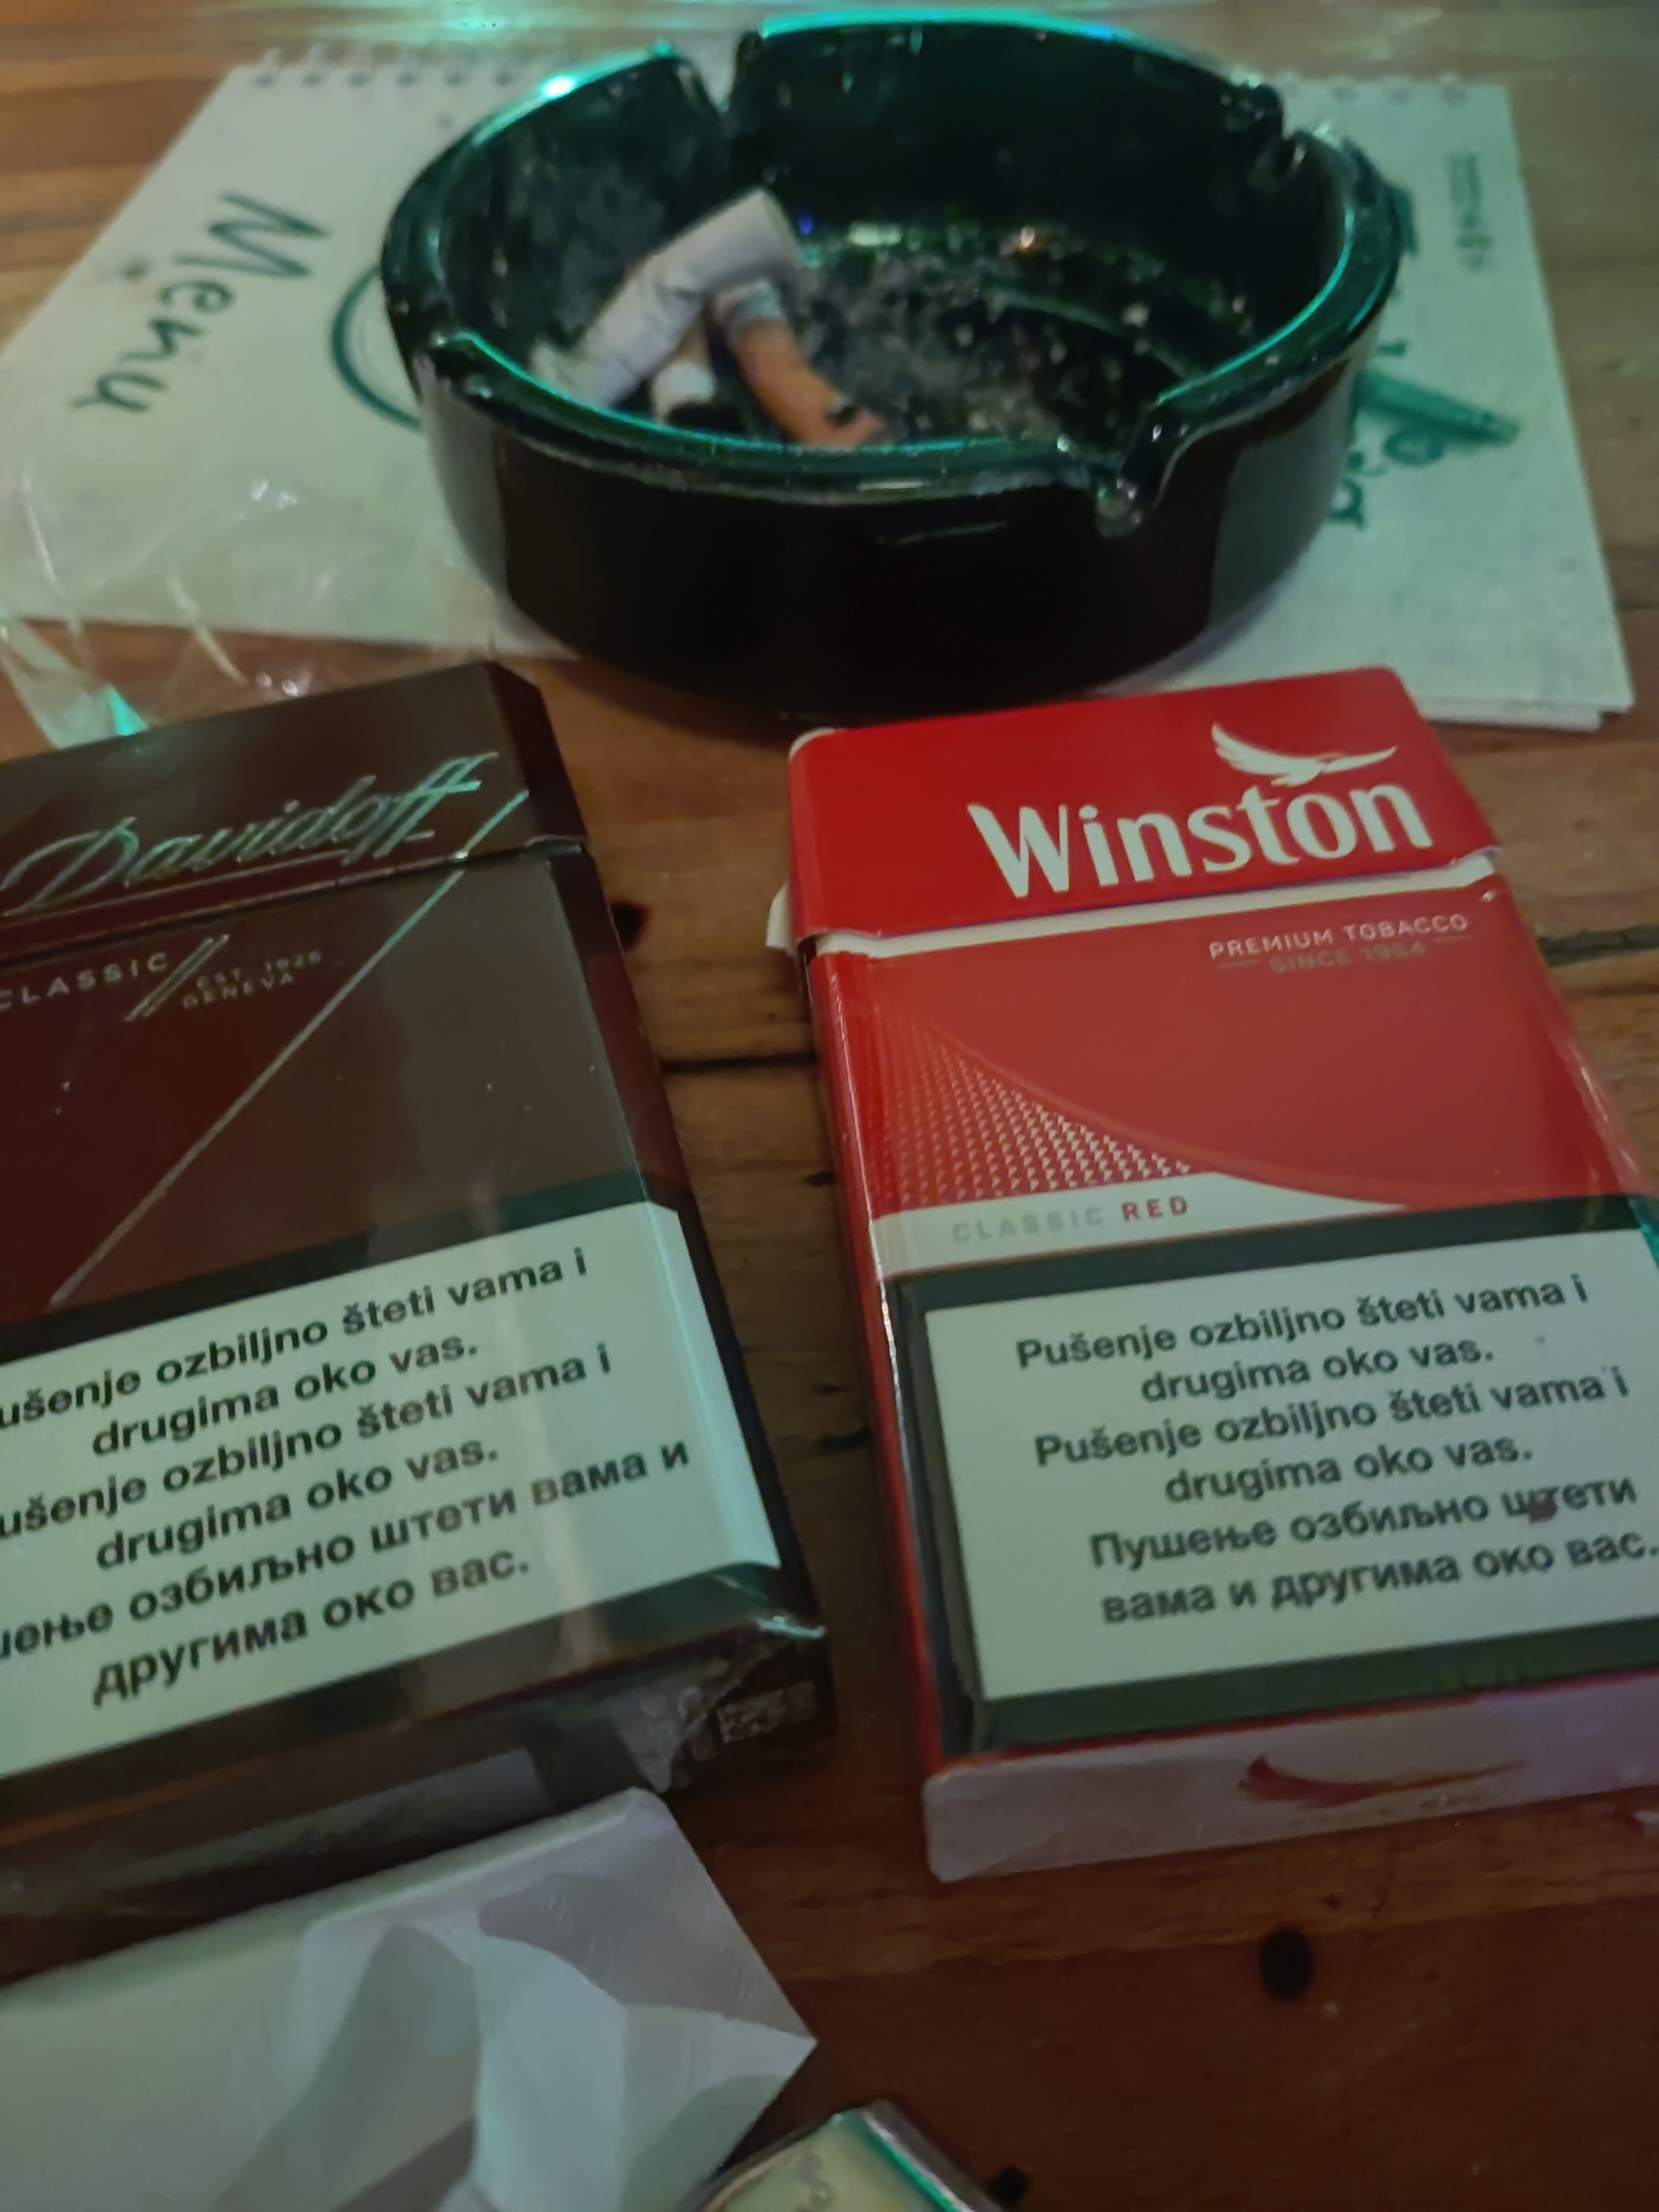 Menu
Davidoff
CLASSIC
EST 1926
GENEVA
ušenje ozbiljno šteti vama i
drugima oko vas.
ušenje ozbiljno šteti vama i
drugima oko vas.
шење озбиљно штети вама и
другима око вас.
Winston
PREMIUM TOBACCO
SINCE 1954
CLASSIC RED
Pušenje ozbiljno šteti vama i
drugima oko vas.
Pušenje ozbiljno šteti vama i
drugima oko vas.
Пушење озбиљно штети
вама и другима око вас.